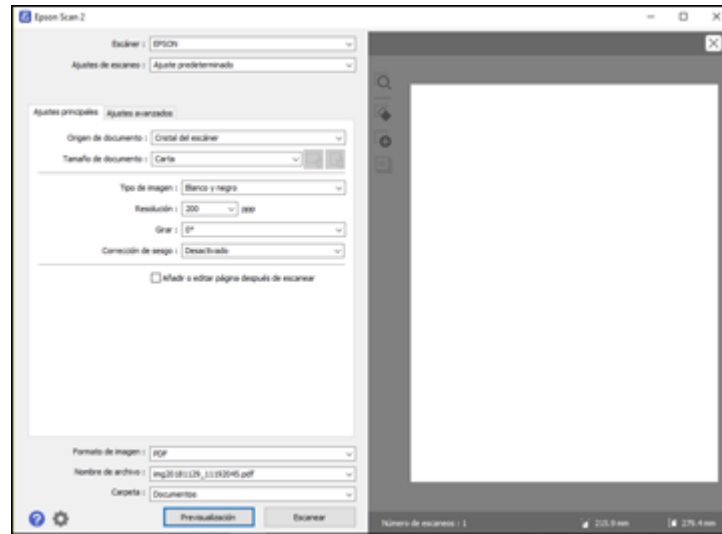 Epson Scan 2
Escáner : EPSON
Ajustes de escaneo : Ajuste predeterminado
Ajustes principales Ajustes avanzados
Origen de documento : Cristal del escáner
Tamaño de documento : Carta
Tipo de imagen : Blanco y negro
Resolución : 200 ppp
Girar : 0°
Corrección de sesgo : Desactivado
Añadir o editar página después de escanear
Formato de imagen : PDF
Nombre de archivo : img20181129_11192045.pdf
Carpeta : Documentos
Previsualización Escanear
Número de escaneos : 1 215.9 mm 279.4 mm